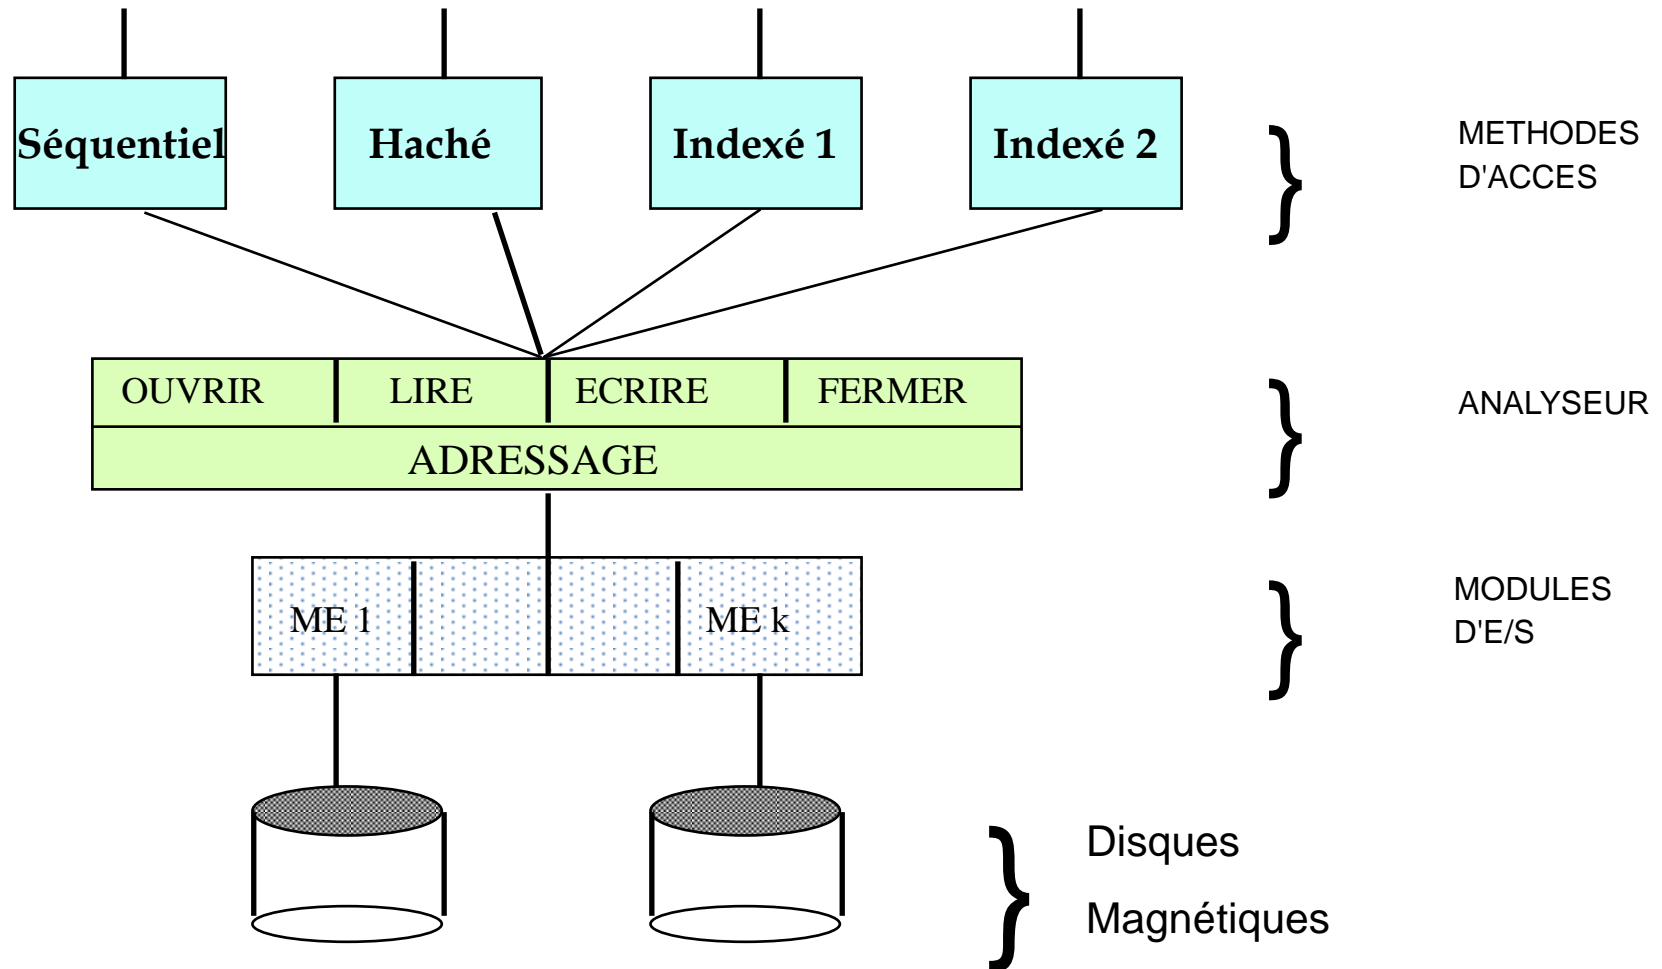 Séquentiel
Haché
Indexé 1
Indexé 2
METHODES
D'ACCES
OUVRIR
LIRE
ECRIRE
FERMER
ADRESSAGE
ANALYSEUR
ME 1
ME k
MODULES
D'E/S
Disques
Magnétiques